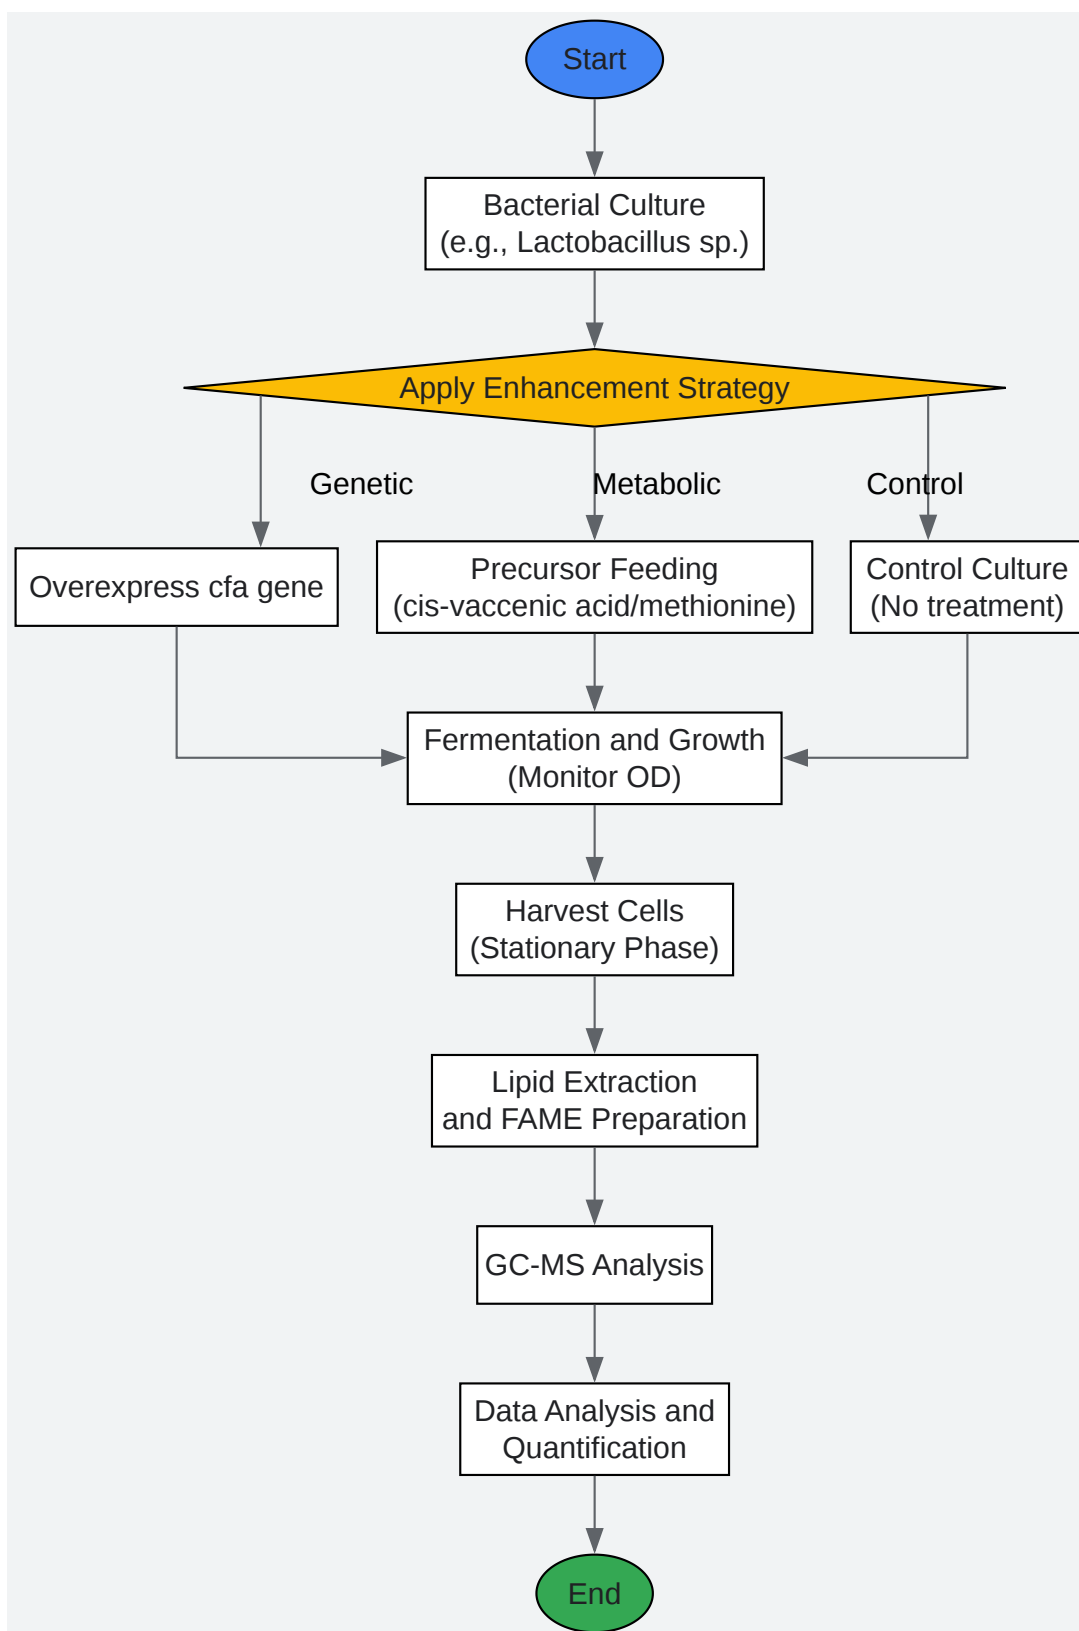 Start
Bacterial Culture
(e.g., Lactobacillus sp.)
Apply Enhancement Strategy
Genetic
Metabolic
Control
Overexpress cfa gene
Precursor Feeding
(cis-vaccenic acid/methionine)
Control Culture
(No treatment)
Fermentation and Growth
(Monitor OD)
Harvest Cells
(Stationary Phase)
Lipid Extraction
and FAME Preparation
GC-MS Analysis
Data Analysis and
Quantification
End